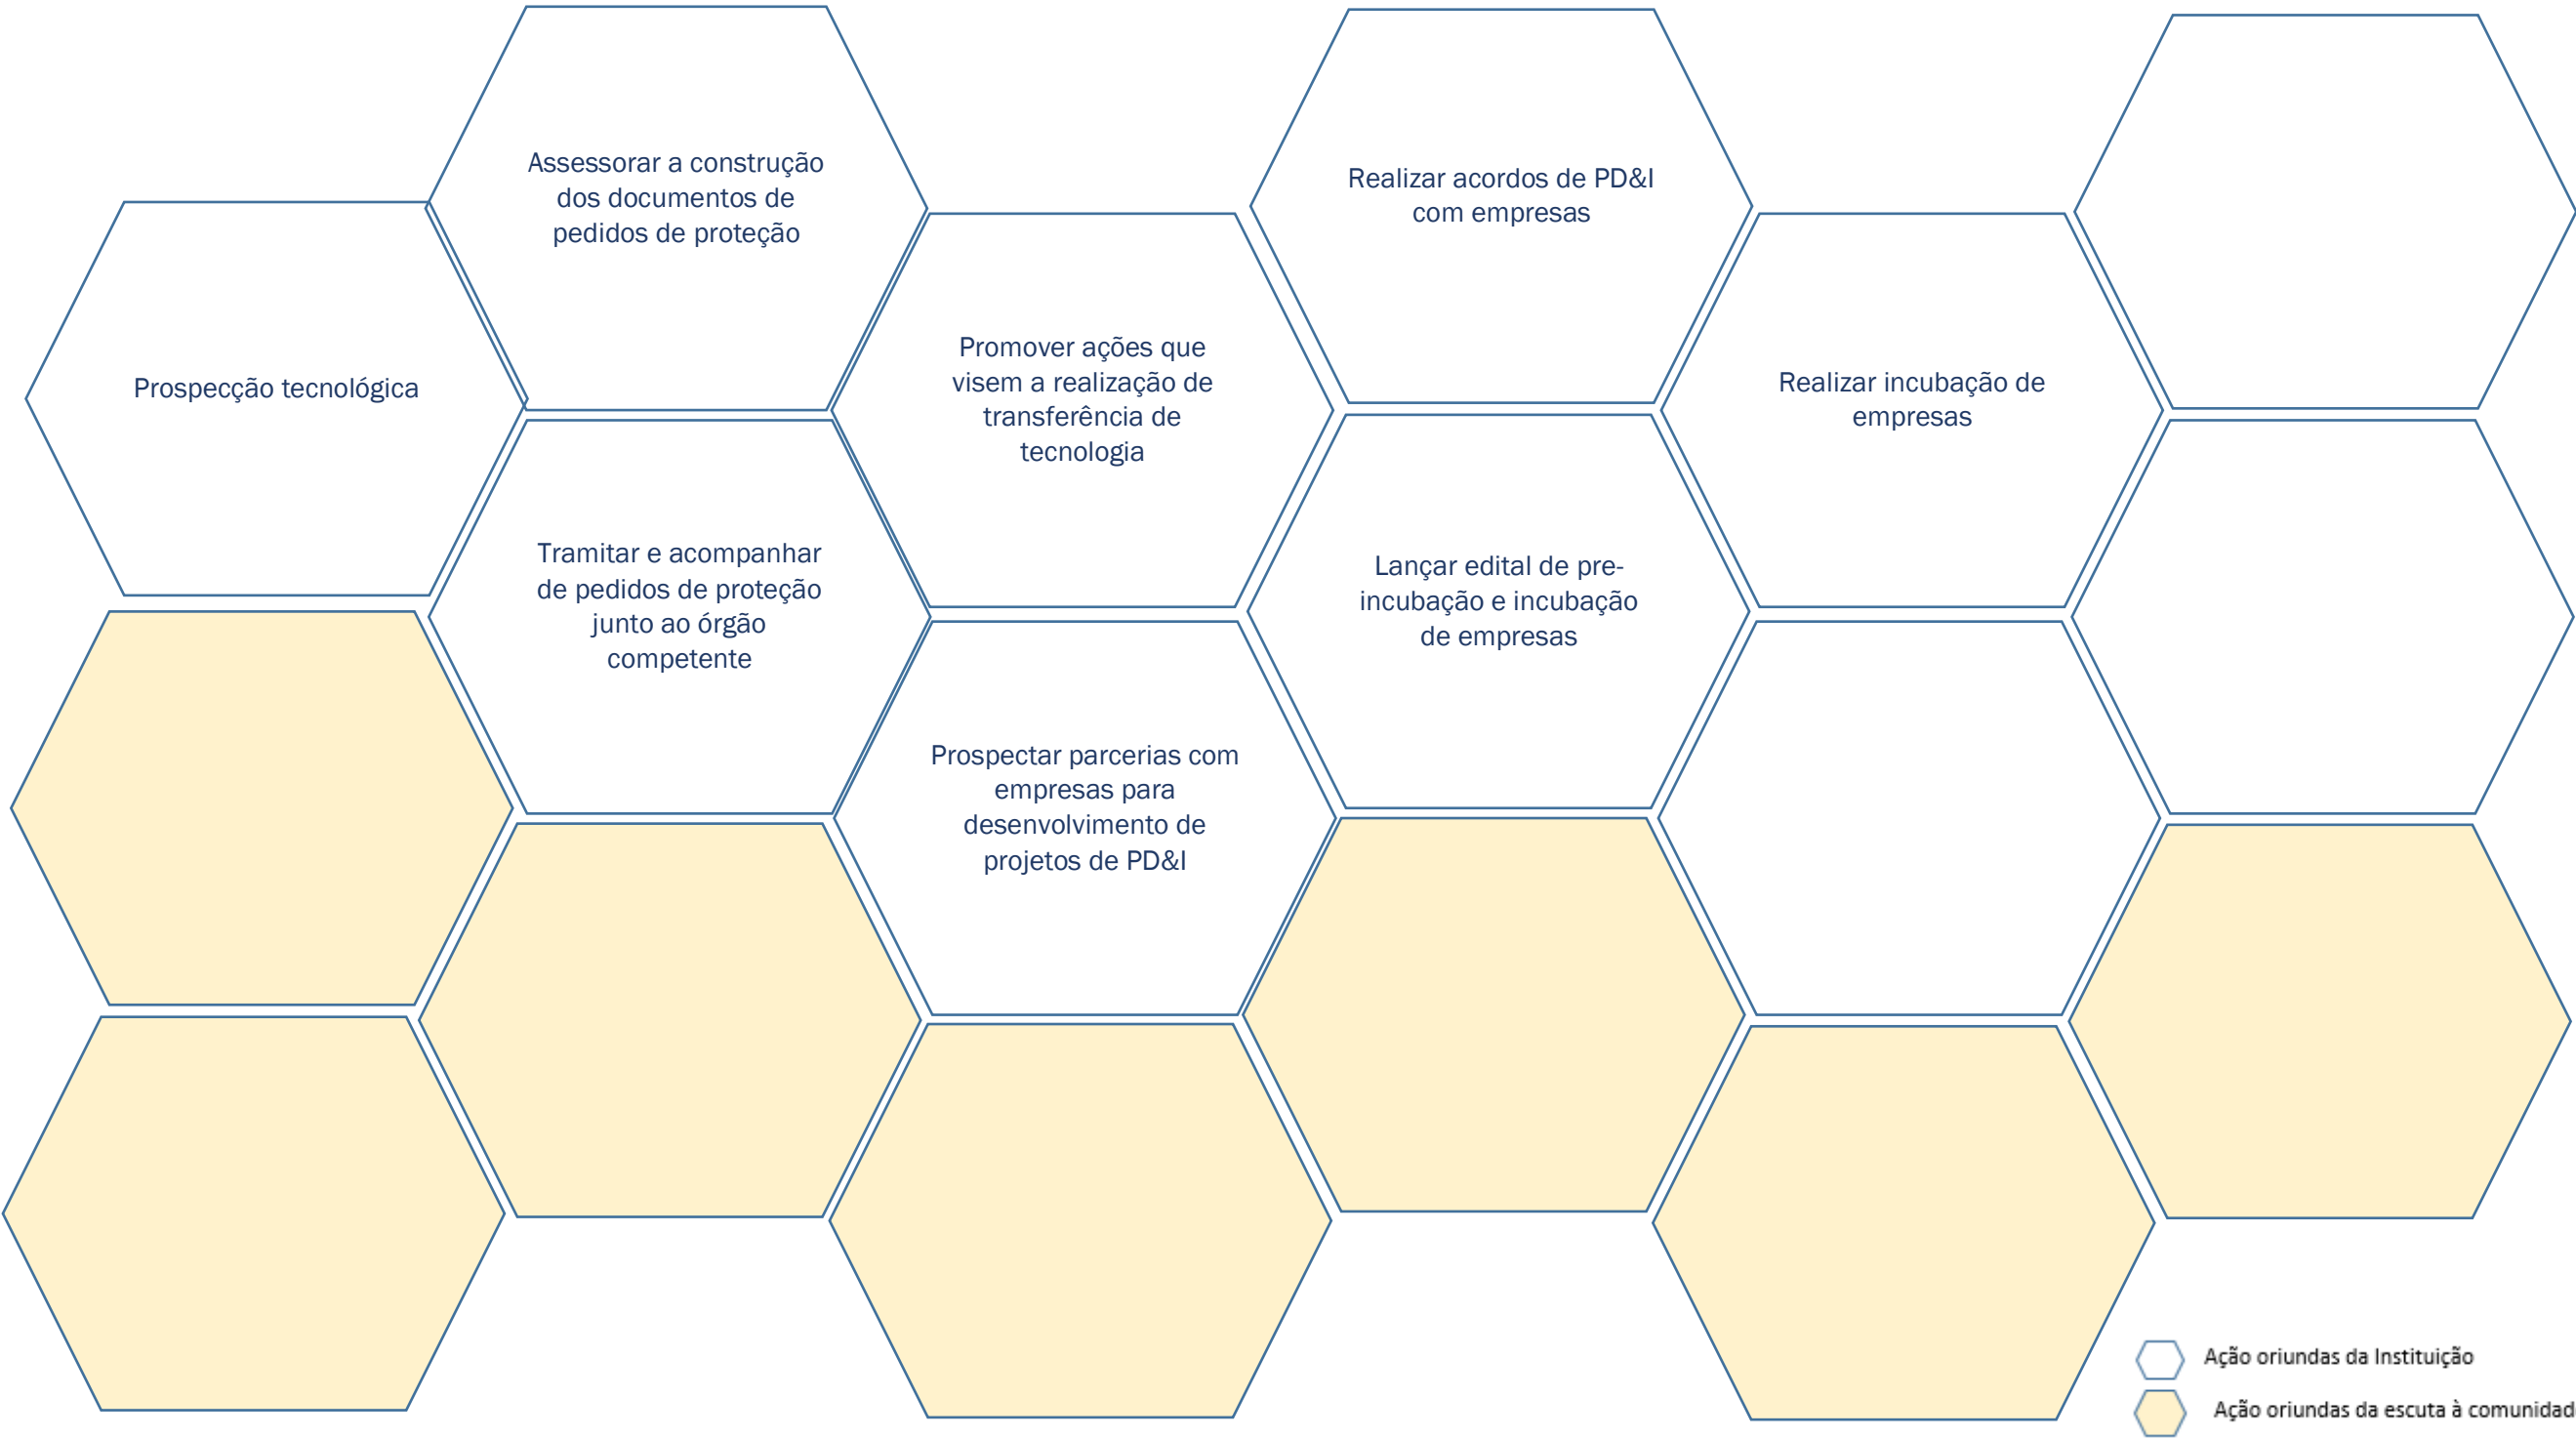 Assessorar a construção
dos documentos de
pedidos de proteção
Realizar acordos de PD&I
com empresas
Prospecção tecnológica
Promover ações que
visem a realização de
transferência de
tecnologia
Realizar incubação de
empresas
Tramitar e acompanhar
de pedidos de proteção
junto ao órgão
competente
Lançar edital de pre-
incubação e incubação
de empresas
Prospectar parcerias com
empresas para
desenvolvimento de
projetos de PD&I
Ação oriundas da Instituição
Ação oriundas da escuta à comunidad